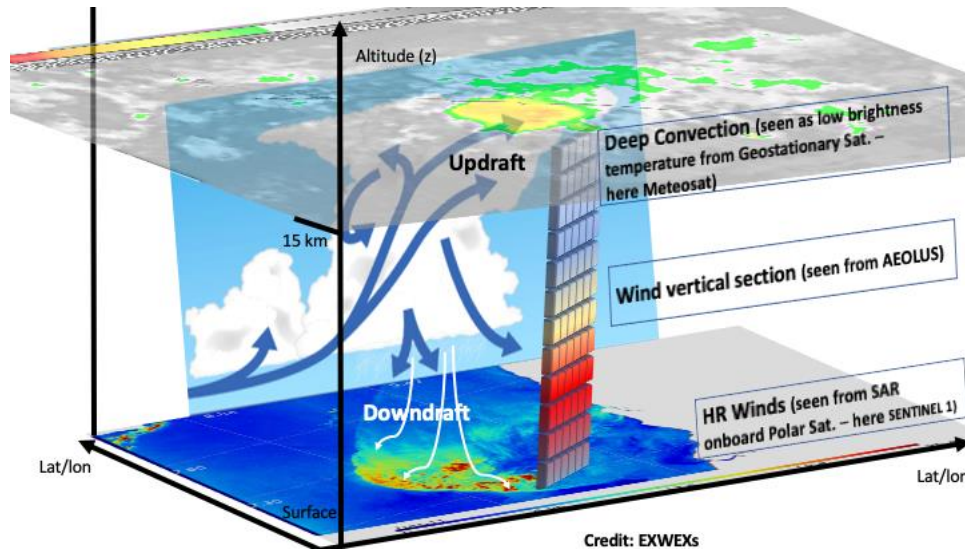 Altitude (z)
Deep Convection (seen as low brightness
temperature from Geostationary Sat. –
here Meteosat)
Updraft
15 km
Wind vertical section (seen from AEOLUS)
Downdraft
HR Winds (seen from SAR
onboard Polar Sat. – here SENTINEL 1)
Lat/lon
Lat/lon
Surface
Credit: EXWEXs